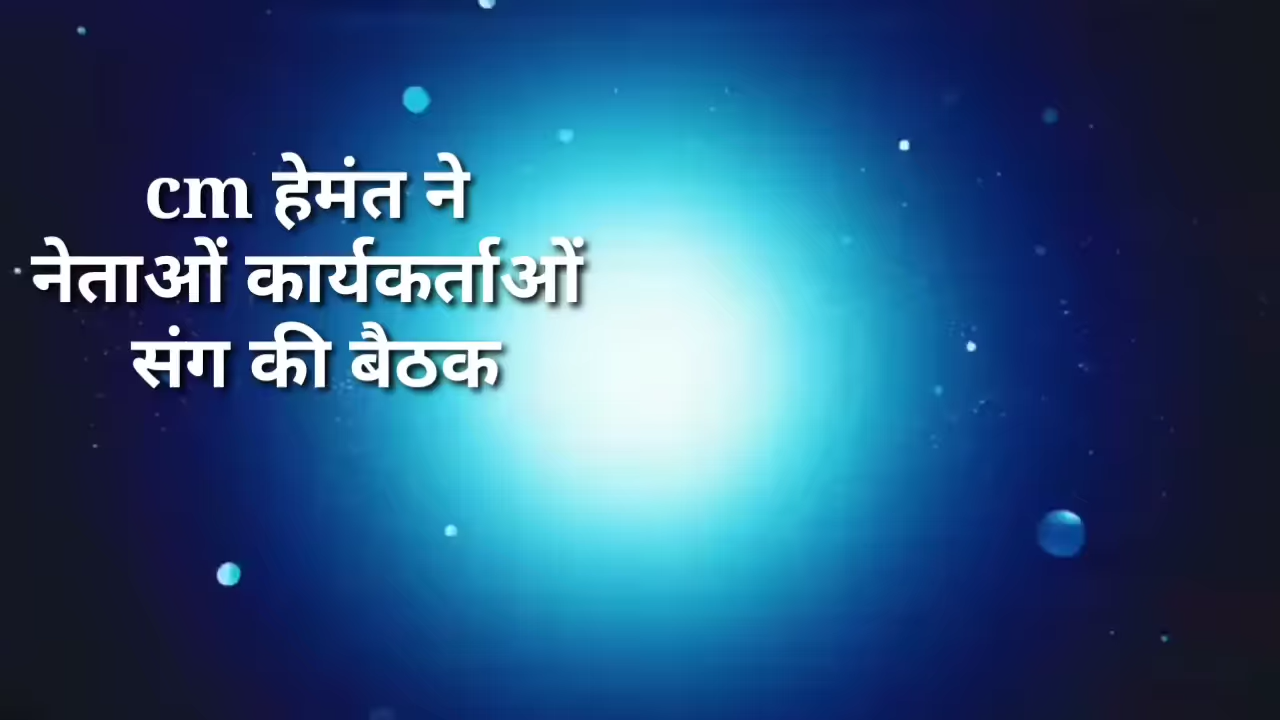 cm हेमंत ने
नेताओं कार्यकर्ताओं
संग की बैठक